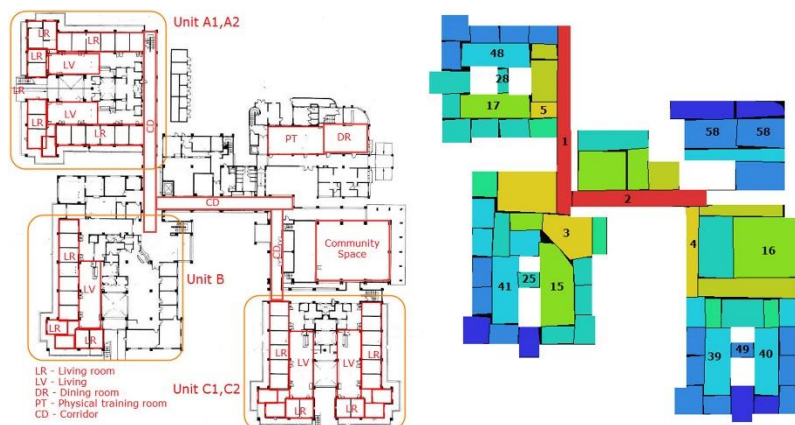 Unit A1,A2
LR
LR
LR
LV
LR
LV
LR
LR
CD
PT
DR
CD
CD
Community
Space
Unit B
LV
LR
LR
LR - Living room
LV - Living
DR - Dining room
PT - Physical training room
CD - Corridor
Unit C1,C2
LR
LV
LV
LR
LR
LR
48
28
17
5
1
58
58
2
3
4
16
41
25
15
39
49
40